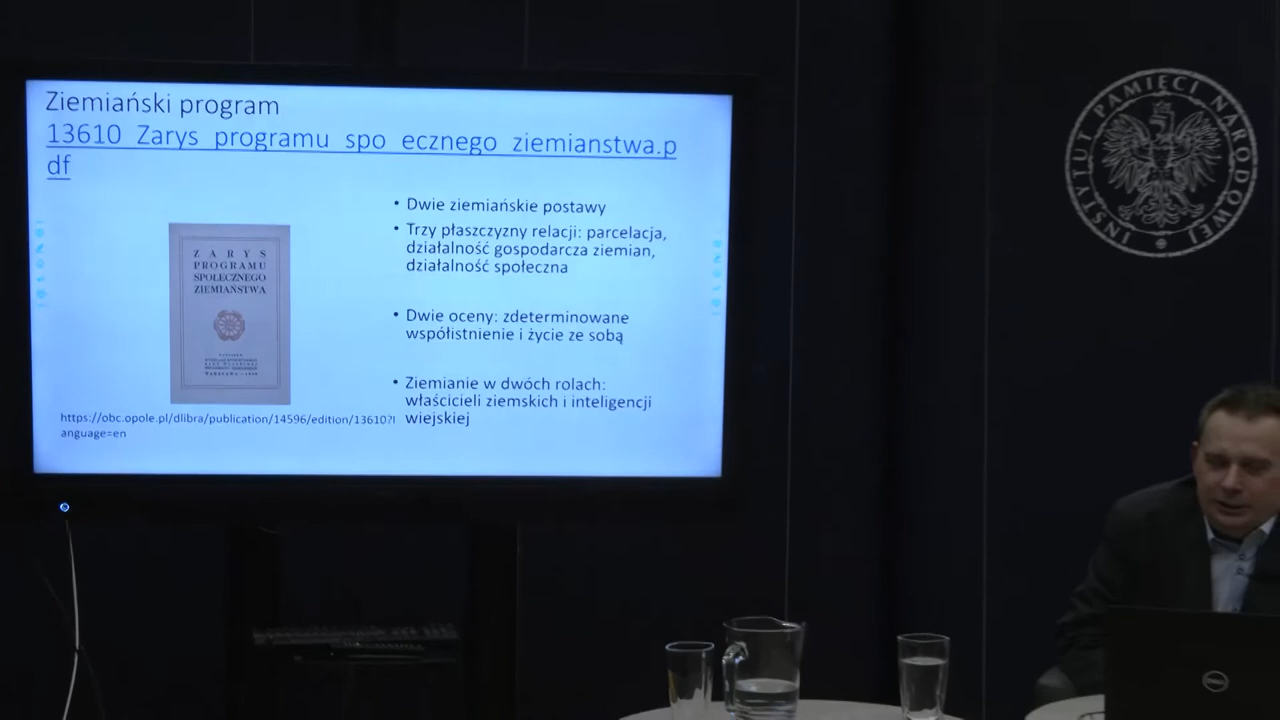 Ziemiański program
13610_Zarys_programu_spo_ecznego_ziemianstwa.p
df
• Dwie ziemiańskie postawy
• Trzy płaszczyzny relacji: parcelacja,
działalność gospodarcza ziemian,
działalność społeczna
• Dwie oceny: zdeterminowane
współistnienie i życie ze sobą
• Ziemianie w dwóch rolach:
właścicieli ziemskich i inteligencji
wiejskiej
ZARYS
PROGRAMU
SPOŁECZNEGO
ZIEMIAŃSTWA
https://obc.opole.pl/dlibra/publication/14596/edition/13610?l
anguage=en
INSTYTUT PAMIĘCI NARODOWEJ
DELL